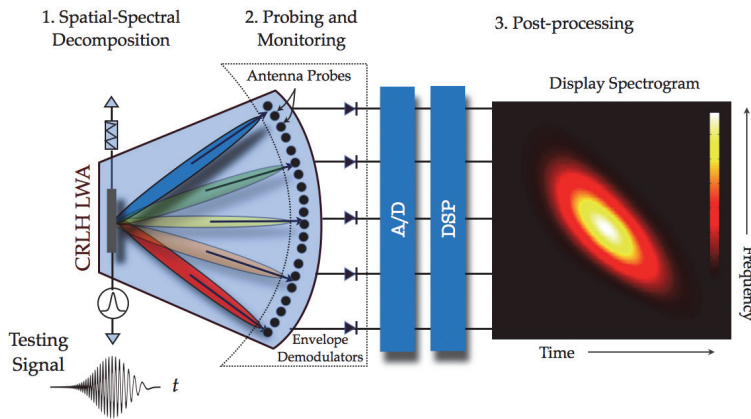 1. Spatial-Spectral
Decomposition
2. Probing and
Monitoring
3. Post-processing
Antenna Probes
Display Spectrogram
CRLH LWA
A/D
DSP
Frequency
Envelope
Demodulators
Time
Testing
Signal
t